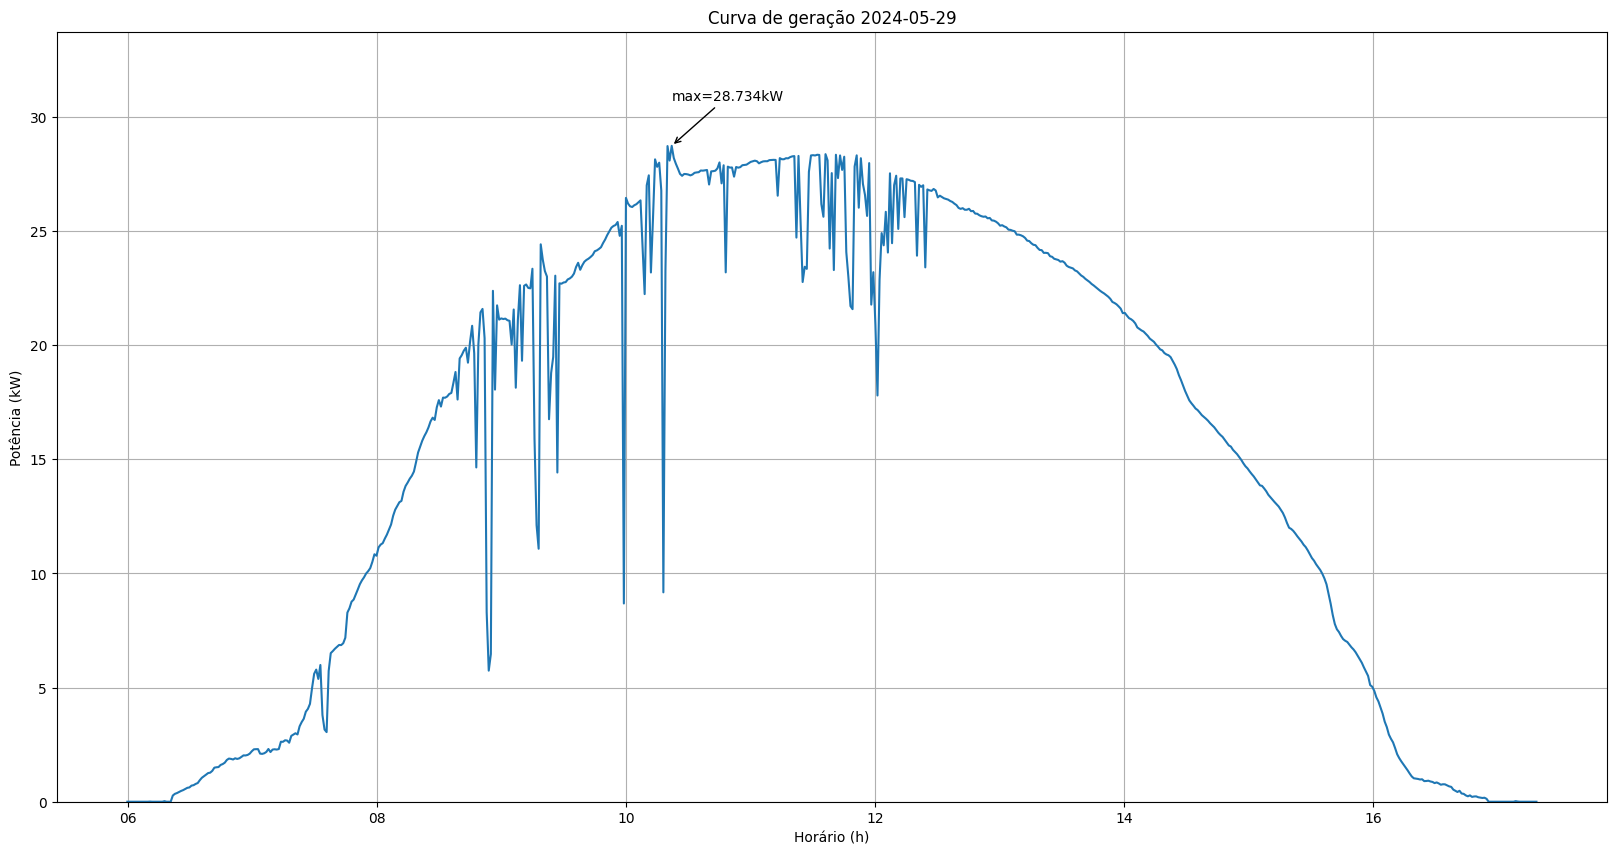 Curva de geração 2024-05-29
max=28.734kW
30
25
20
15
10
5
0
Potência (kW)
06 08 10 12 14 16
Horário (h)